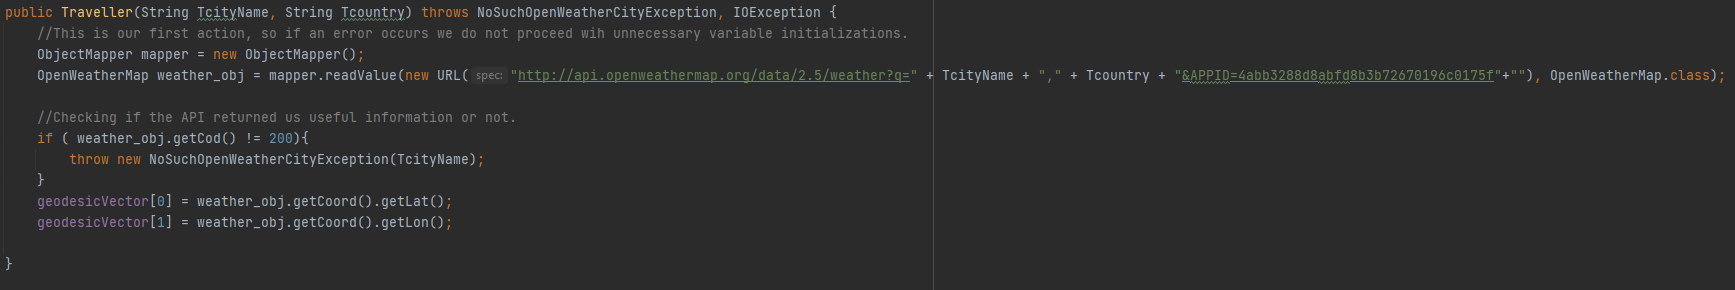 public Traveller(String TcityName, String Tcountry) throws NoSuchOpenWeatherCityException, IOException {
//This is our first action, so if an error occurs we do not proceed wih unnecessary variable initializations.
ObjectMapper mapper = new ObjectMapper();
OpenWeatherMap weather_obj = mapper.readValue(new URL( spec: "http://api.openweathermap.org/data/2.5/weather?q=" + TcityName + "," + Tcountry + "&APPID=4abb3288d8abfd8b3b72670196c0175f"+""), OpenWeatherMap.class);
//Checking if the API returned us useful information or not.
if ( weather_obj.getCod() != 200){
throw new NoSuchOpenWeatherCityException(TcityName);
}
geodesicVector[0] = weather_obj.getCoord().getLat();
geodesicVector[1] = weather_obj.getCoord().getLon();
}